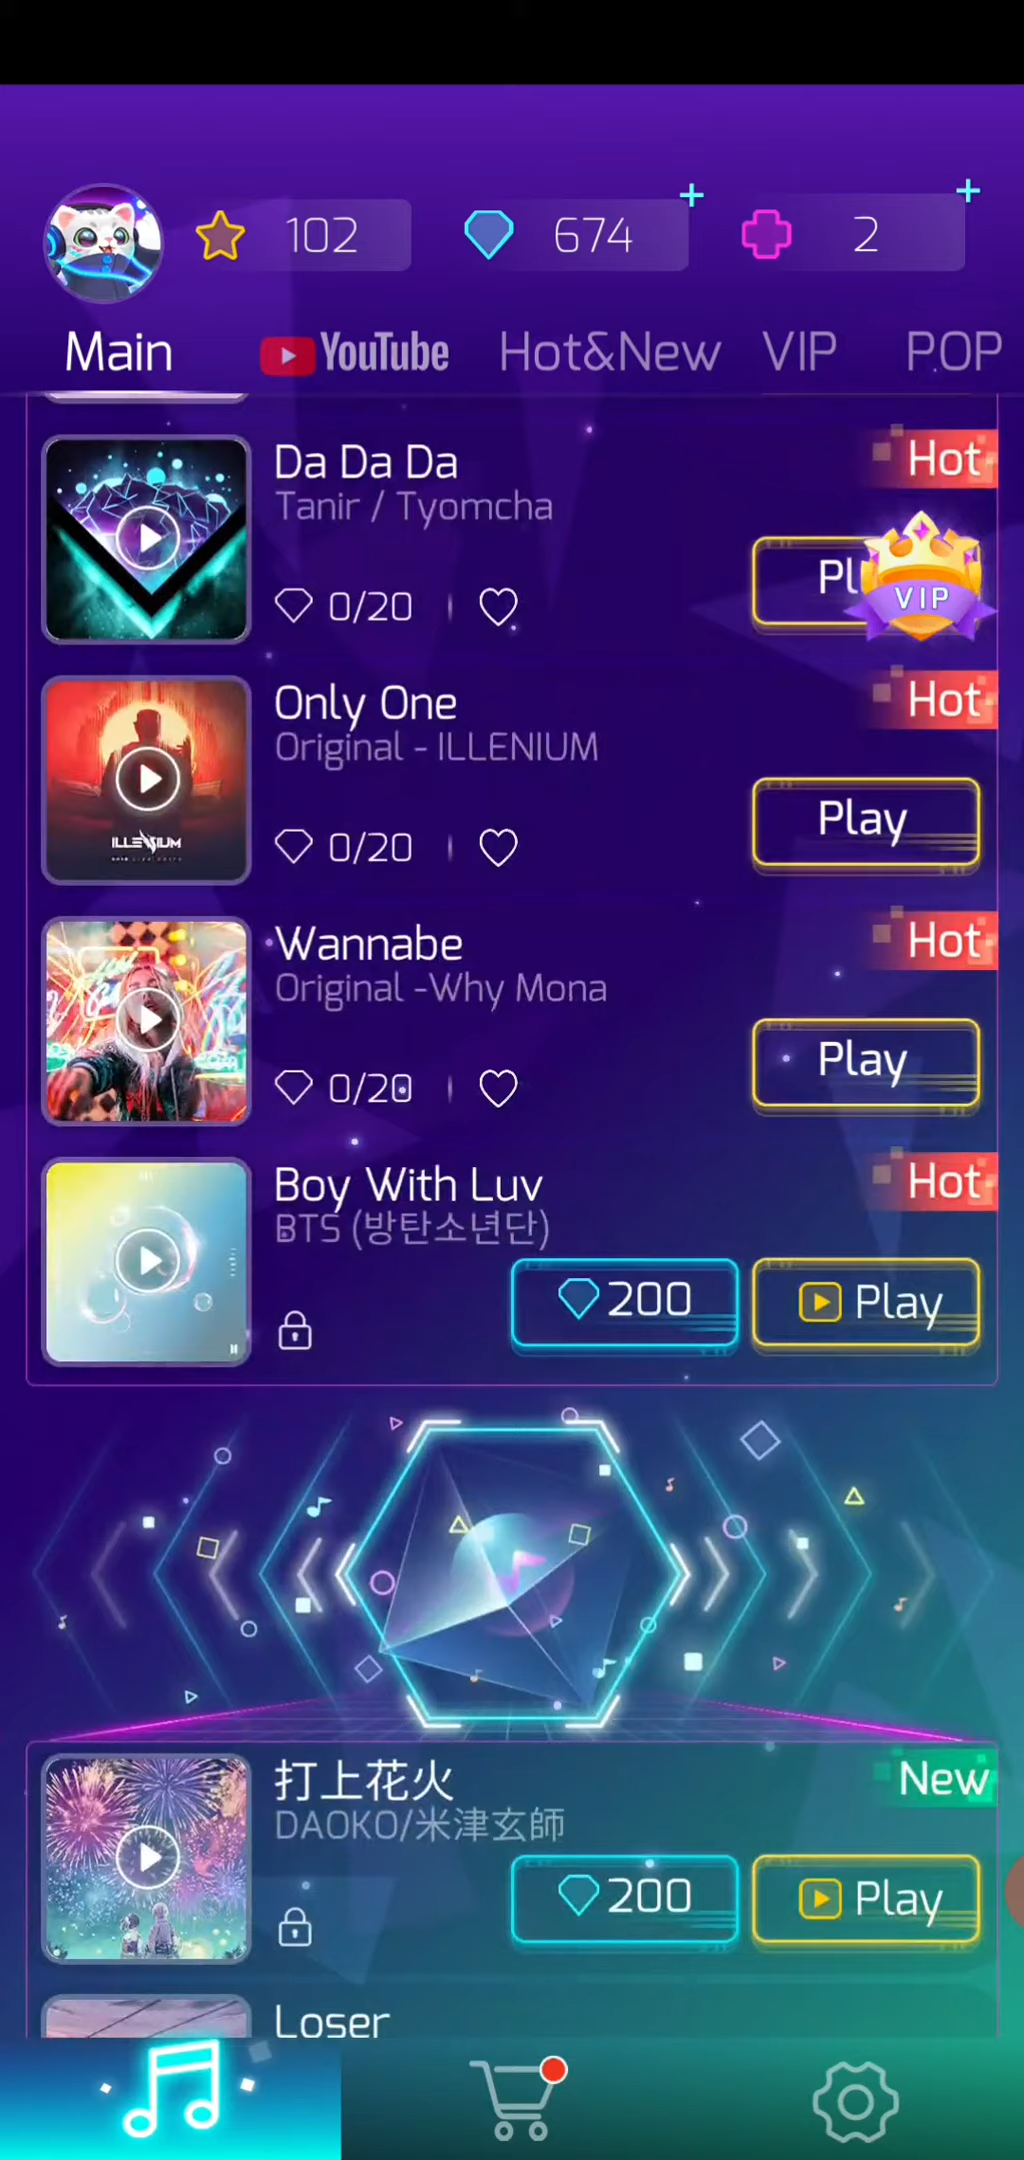 102
674
2
Main
YouTube
Hot&New
VIP
POP
Da Da Da
Hot
Tanir / Tyomcha
0/20
Pl
VIP
Only One
Hot
Original - ILLENIUM
ILLENIUM
0/20
Play
Wannabe
Hot
Original -Why Mona
0/20
Play
Boy With Luv
Hot
BTS (방탄소년단)
200
Play
打上花火
New
DAOKO/米津玄師
200
Play
Loser